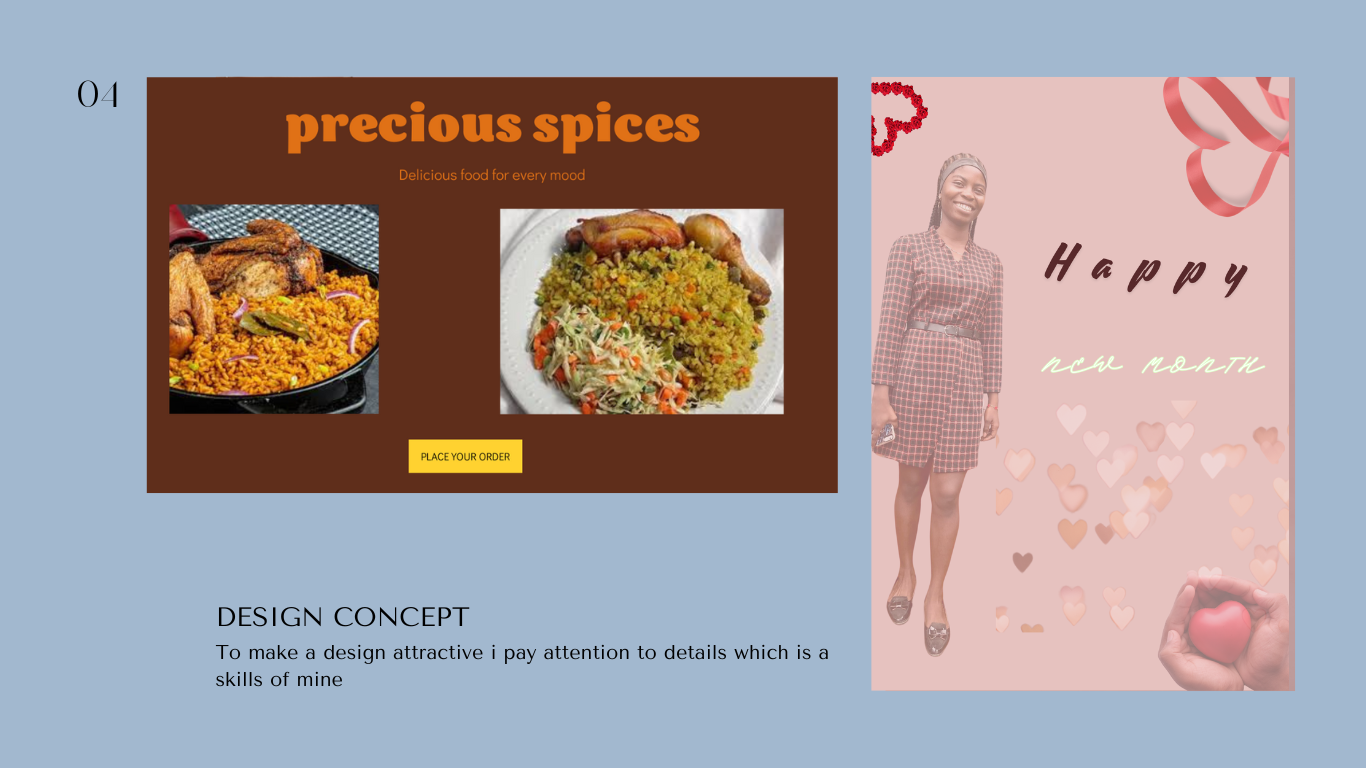 04
precious spices
Delicious food for every mood
PLACE YOUR ORDER
Happy
new month
DESIGN CONCEPT
To make a design attractive i pay attention to details which is a
skills of mine